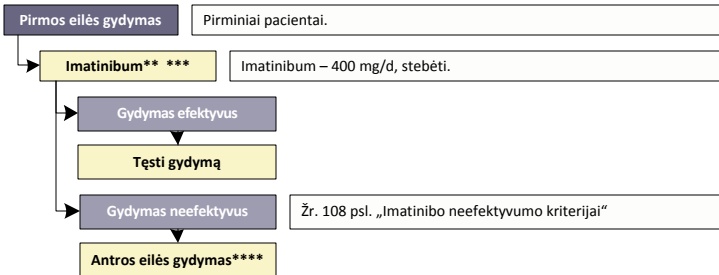 Pirmos eilės gydymas
Pirminiai pacientai.
Imatinibum** ***
Imatinibum – 400 mg/d, stebėti.
Gydymas efektyvus
Tęsti gydymą
Gydymas neefektyvus
Žr. 108 psl. „Imatinibo neefektyvumo kriterijai“
Antros eilės gydymas****